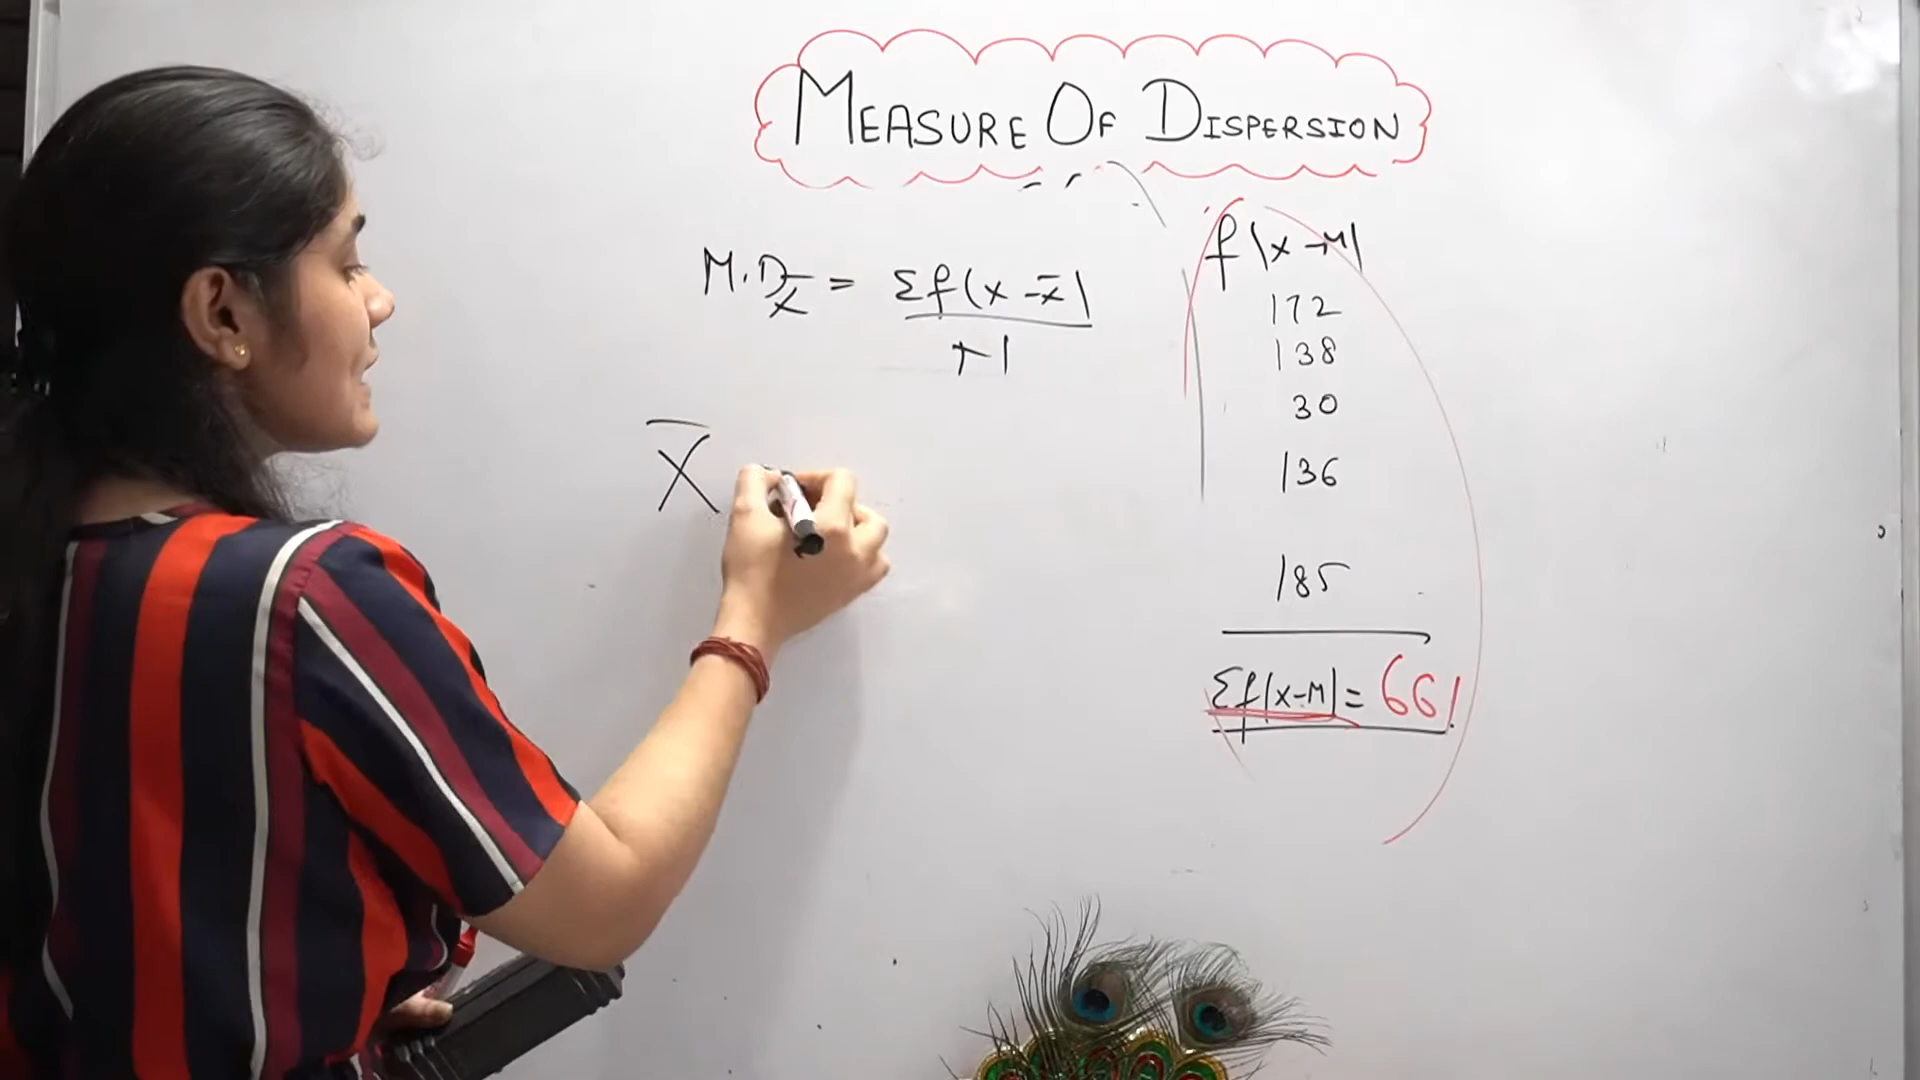 MEASURE OF DISPERSION
M.D x̄ = Σf(x - x̄|
H
X̄
f|x-M|
172
138
30
136
185
Σf|x-M| = 661